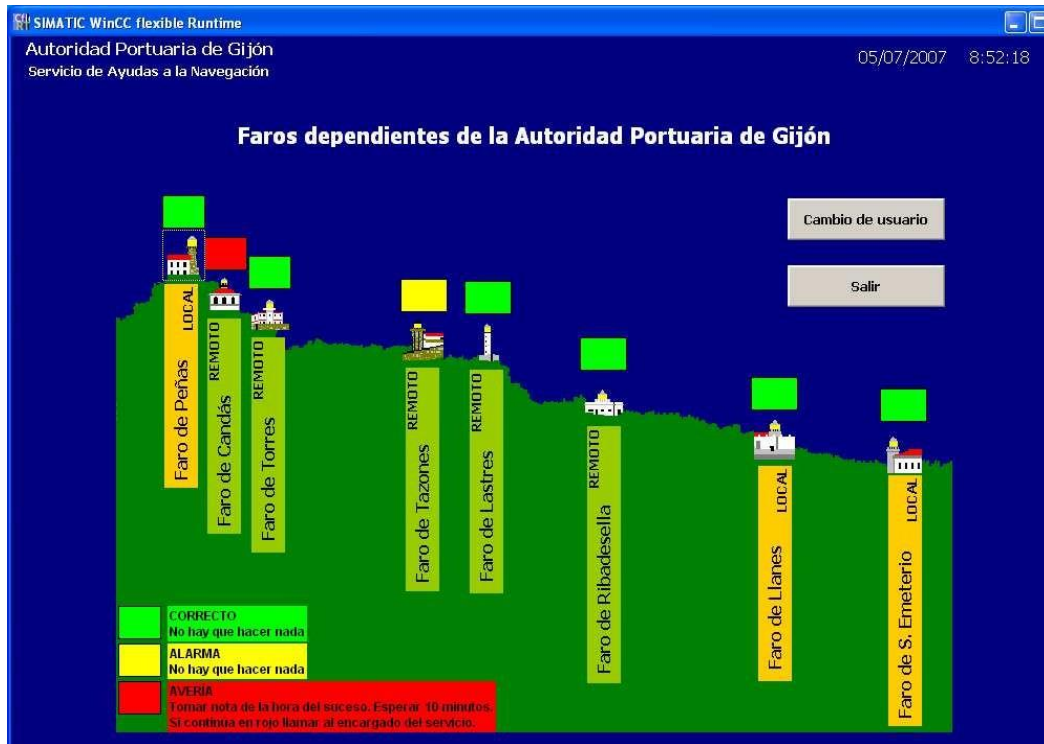 SIMATIC WinCC flexible Runtime
Autoridad Portuaria de Gijón
Servicio de Ayudas a la Navegación
05/07/2007 8:52:18
Faros dependientes de la Autoridad Portuaria de Gijón
Cambio de usuario
Salir
Faro de Peñas LOCAL
Faro de Candás REMOTO
Faro de Torres REMOTO
Faro de Tazones REMOTO
Faro de Lastres REMOTO
Faro de Ribadesella REMOTO
Faro de Llanes LOCAL
Faro de S. Emeterio LOCAL
CORRECTO
No hay que hacer nada
ALARMA
No hay que hacer nada
AVERÍA
Tomar nota de la hora del suceso. Esperar 10 minutos.
Si continúa en rojo llamar al encargado del servicio.